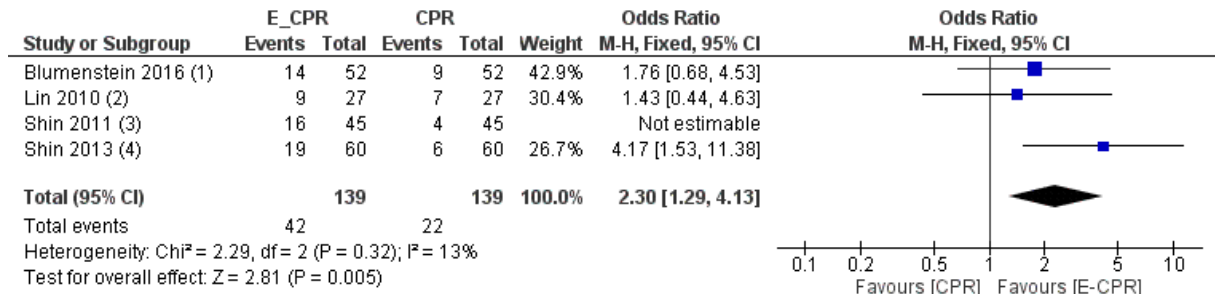 E_CPR CPR Odds Ratio Odds Ratio
Study or Subgroup Events Total Events Total Weight M-H, Fixed, 95% CI M-H, Fixed, 95% CI
Blumenstein 2016 (1) 14 52 9 52 42.9% 1.76 [0.68, 4.53]
Lin 2010 (2) 9 27 7 27 30.4% 1.43 [0.44, 4.63]
Shin 2011 (3) 16 45 4 45 Not estimable
Shin 2013 (4) 19 60 6 60 26.7% 4.17 [1.53, 11.38]
Total (95% CI) 139 139 100.0% 2.30 [1.29, 4.13]
Total events 42 22
Heterogeneity: Chi² = 2.29, df = 2 (P = 0.32); I² = 13%
Test for overall effect: Z = 2.81 (P = 0.005)
0.1 0.2 0.5 1 2 5 10
Favours [CPR] Favours [E-CPR]